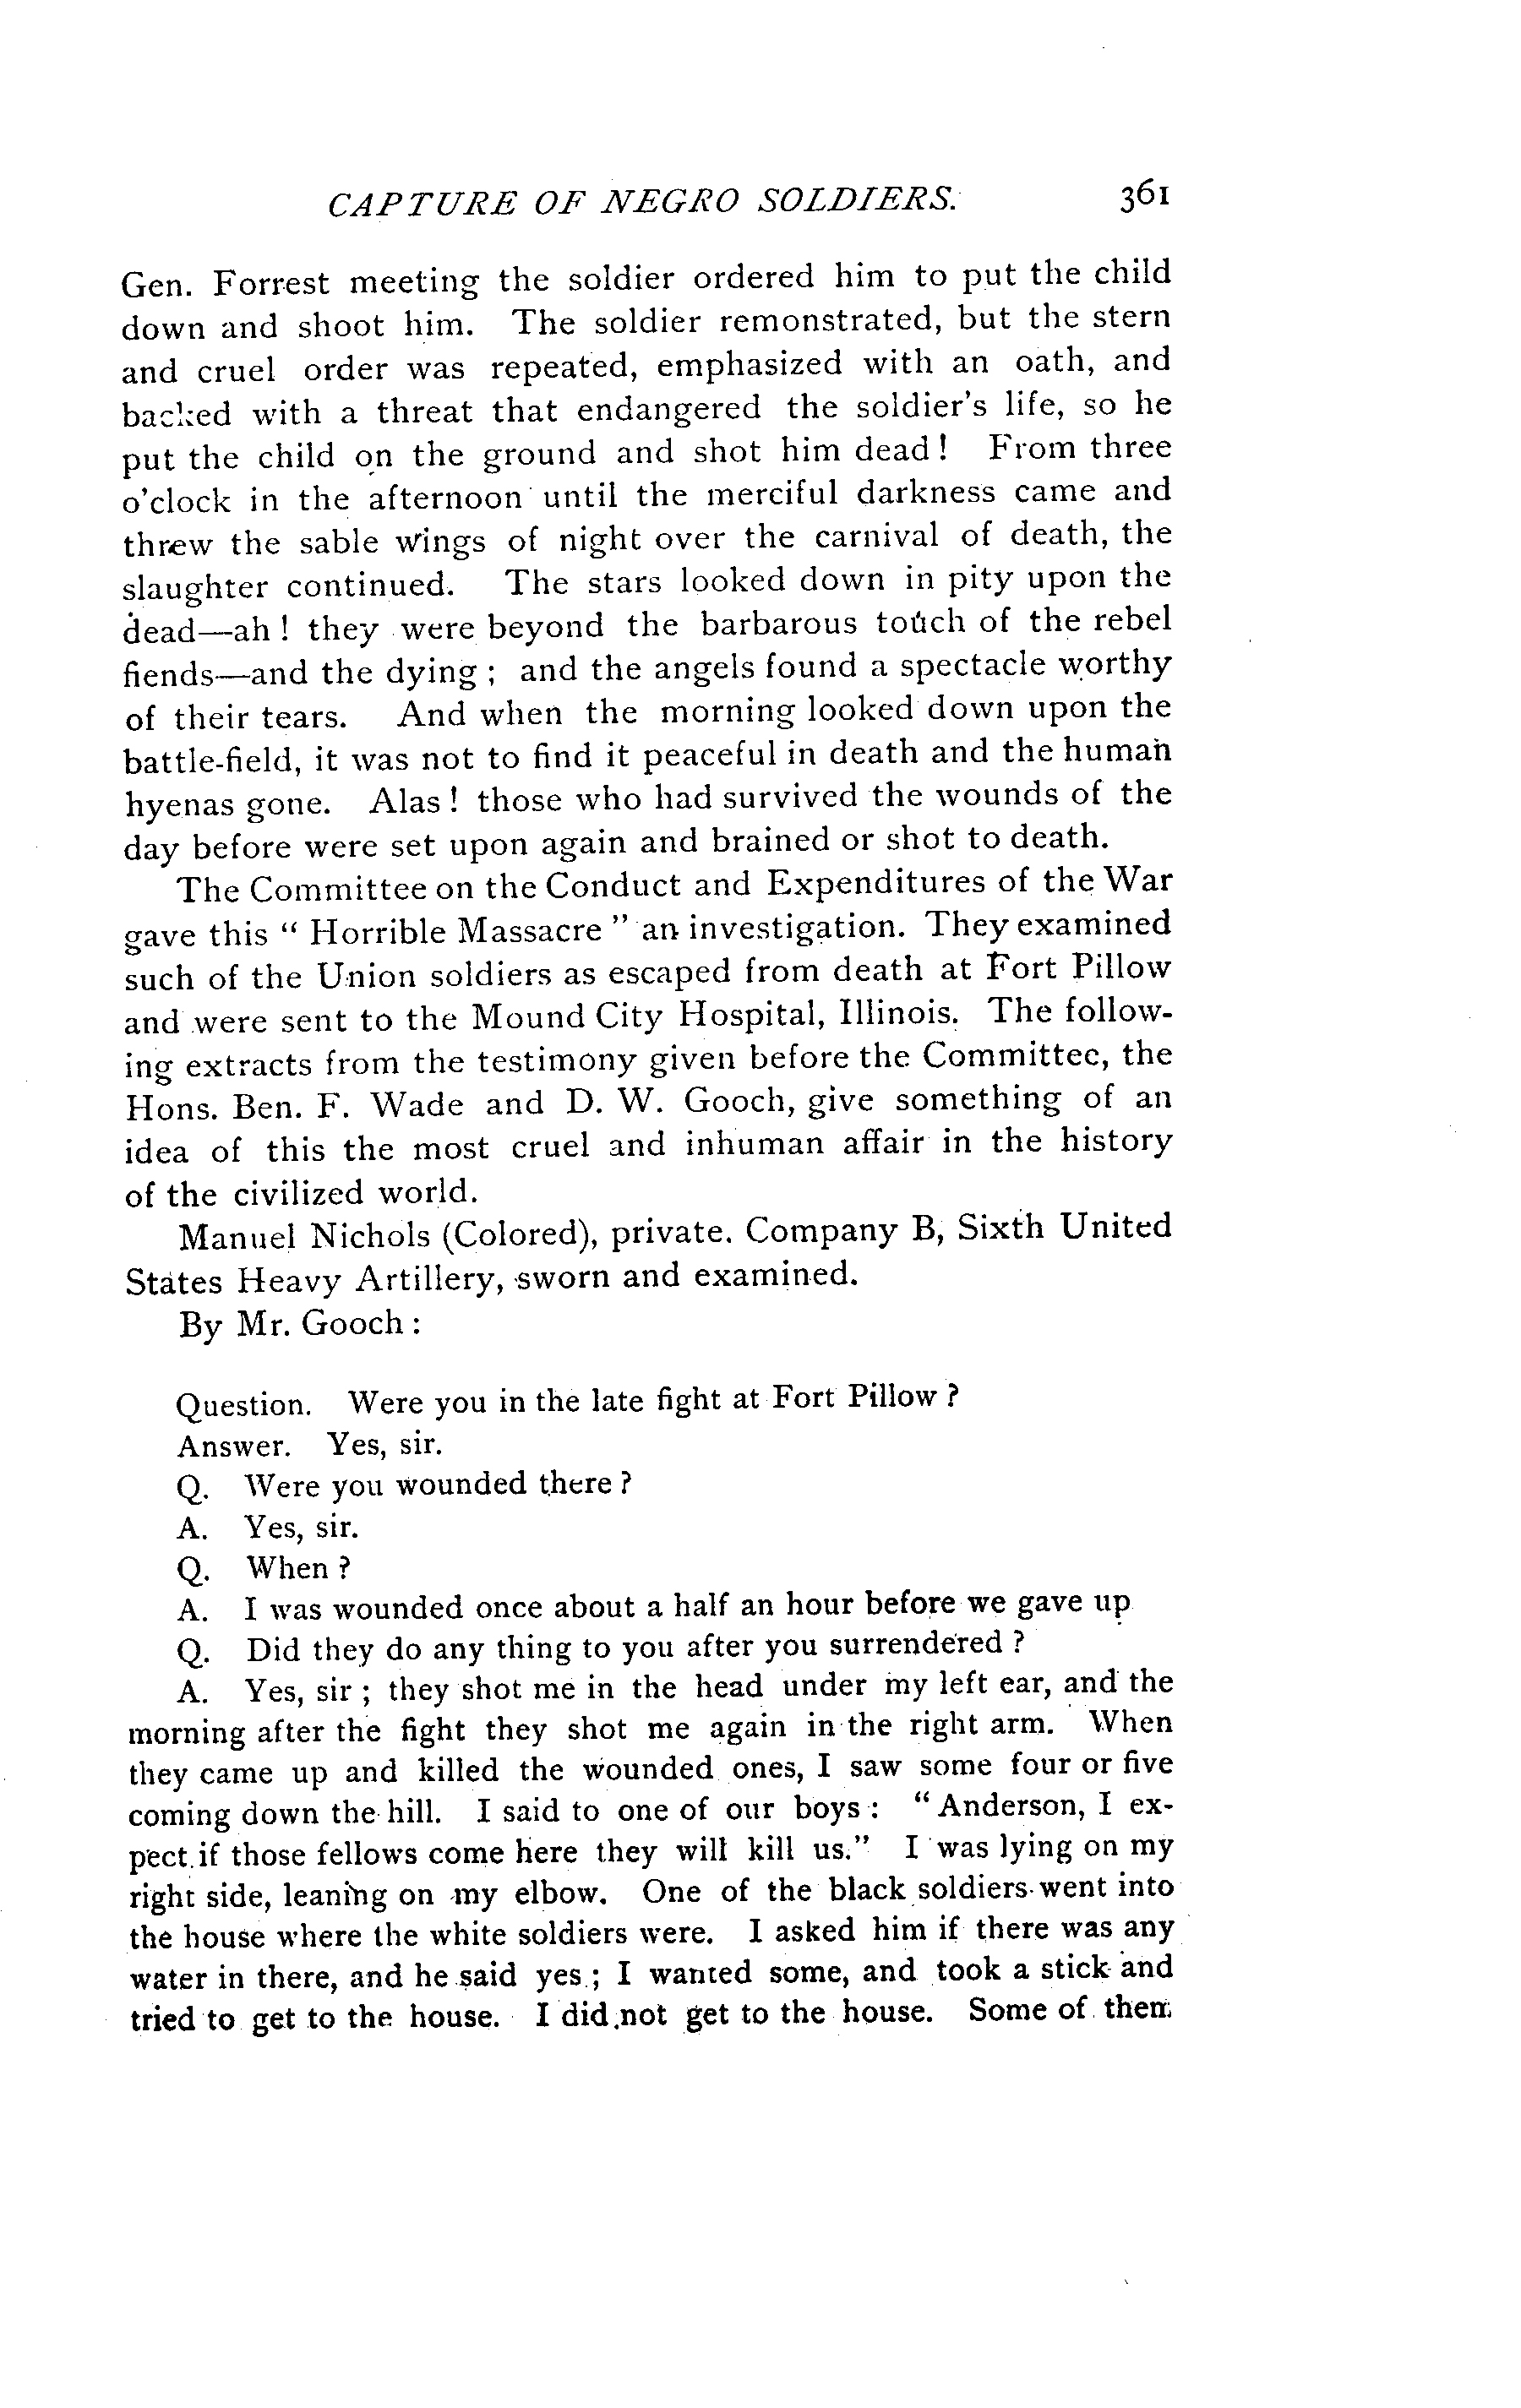 CAPTURE OF NEGRO SOLDIERS. 361
Gen. Forrest meeting the soldier ordered him to put the child
down and shoot him. The soldier remonstrated, but the stern
and cruel order was repeated, emphasized with an oath, and
backed with a threat that endangered the soldier's life, so he
put the child on the ground and shot him dead! From three
o'clock in the afternoon until the merciful darkness came and
threw the sable wings of night over the carnival of death, the
slaughter continued. The stars looked down in pity upon the
dead—ah! they were beyond the barbarous touch of the rebel
fiends—and the dying; and the angels found a spectacle worthy
of their tears. And when the morning looked down upon the
battle-field, it was not to find it peaceful in death and the human
hyenas gone. Alas! those who had survived the wounds of the
day before were set upon again and brained or shot to death.
The Committee on the Conduct and Expenditures of the War
gave this "Horrible Massacre" an investigation. They examined
such of the Union soldiers as escaped from death at Fort Pillow
and were sent to the Mound City Hospital, Illinois. The follow-
ing extracts from the testimony given before the Committee, the
Hons. Ben. F. Wade and D. W. Gooch, give something of an
idea of this the most cruel and inhuman affair in the history
of the civilized world.
Manuel Nichols (Colored), private. Company B, Sixth United
States Heavy Artillery, sworn and examined.
By Mr. Gooch:
Question. Were you in the late fight at Fort Pillow?
Answer. Yes, sir.
Q. Were you wounded there?
A. Yes, sir.
Q. When?
A. I was wounded once about a half an hour before we gave up
Q. Did they do any thing to you after you surrendered?
A. Yes, sir; they shot me in the head under my left ear, and the
morning after the fight they shot me again in the right arm. When
they came up and killed the wounded ones, I saw some four or five
coming down the hill. I said to one of our boys: "Anderson, I ex-
pect if those fellows come here they will kill us." I was lying on my
right side, leaning on my elbow. One of the black soldiers went into
the house where the white soldiers were. I asked him if there was any
water in there, and he said yes; I wanted some, and took a stick and
tried to get to the house. I did not get to the house. Some of them